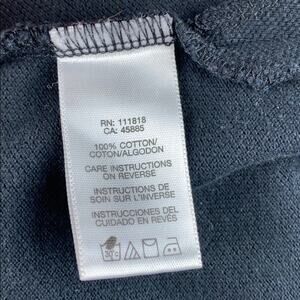 RN: 111818
CA: 45885
100% COTTON/
COTON/ALGODON
CARE INSTRUCTIONS
ON REVERSE
INSTRUCTIONS DE
SOIN SUR L'INVERSE
INSTRUCCIONES DEL
CUIDADO EN REVÉS
30°C